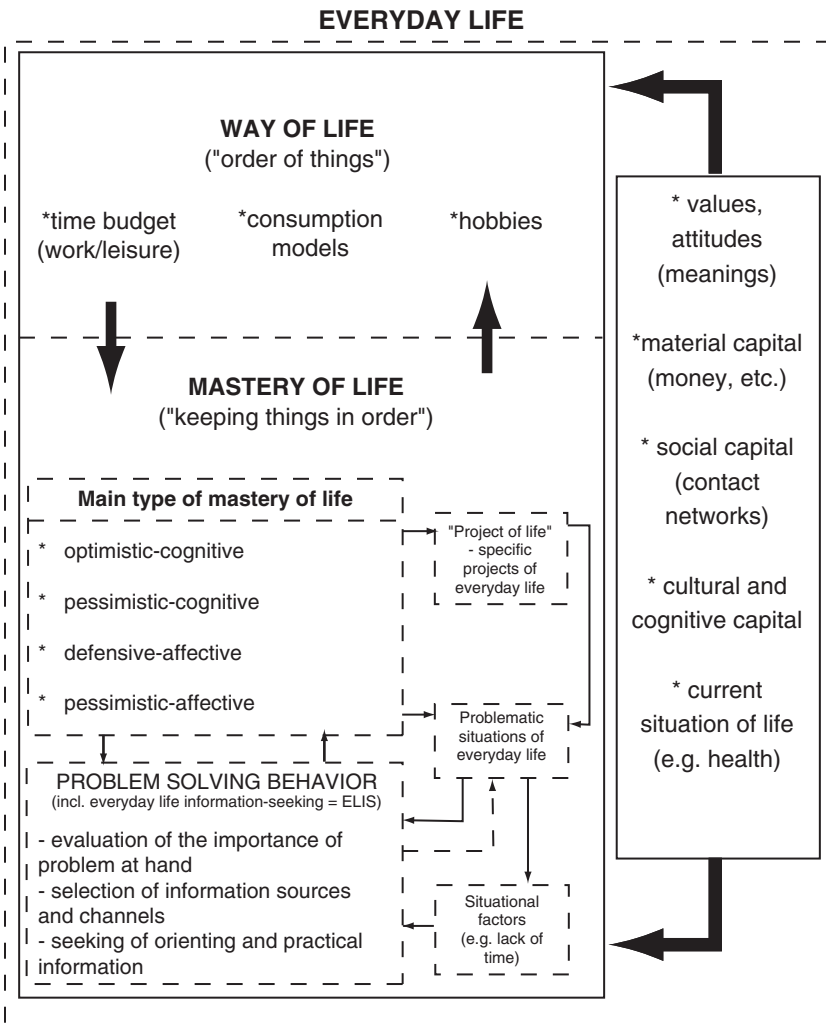 EVERYDAY LIFE
WAY OF LIFE
("order of things")
*time budget
(work/leisure)
*consumption
models
*hobbies
MASTERY OF LIFE
("keeping things in order")
Main type of mastery of life
* optimistic-cognitive
* pessimistic-cognitive
* defensive-affective
* pessimistic-affective
"Project of life"
- specific
projects of
everyday life
Problematic
situations of
everyday life
PROBLEM SOLVING BEHAVIOR
(incl. everyday life information-seeking = ELIS)
- evaluation of the importance of
problem at hand
- selection of information sources
and channels
- seeking of orienting and practical
information
Situational
factors
(e.g. lack of
time)
* values,
attitudes
(meanings)
*material capital
(money, etc.)
* social capital
(contact
networks)
* cultural and
cognitive capital
* current
situation of life
(e.g. health)